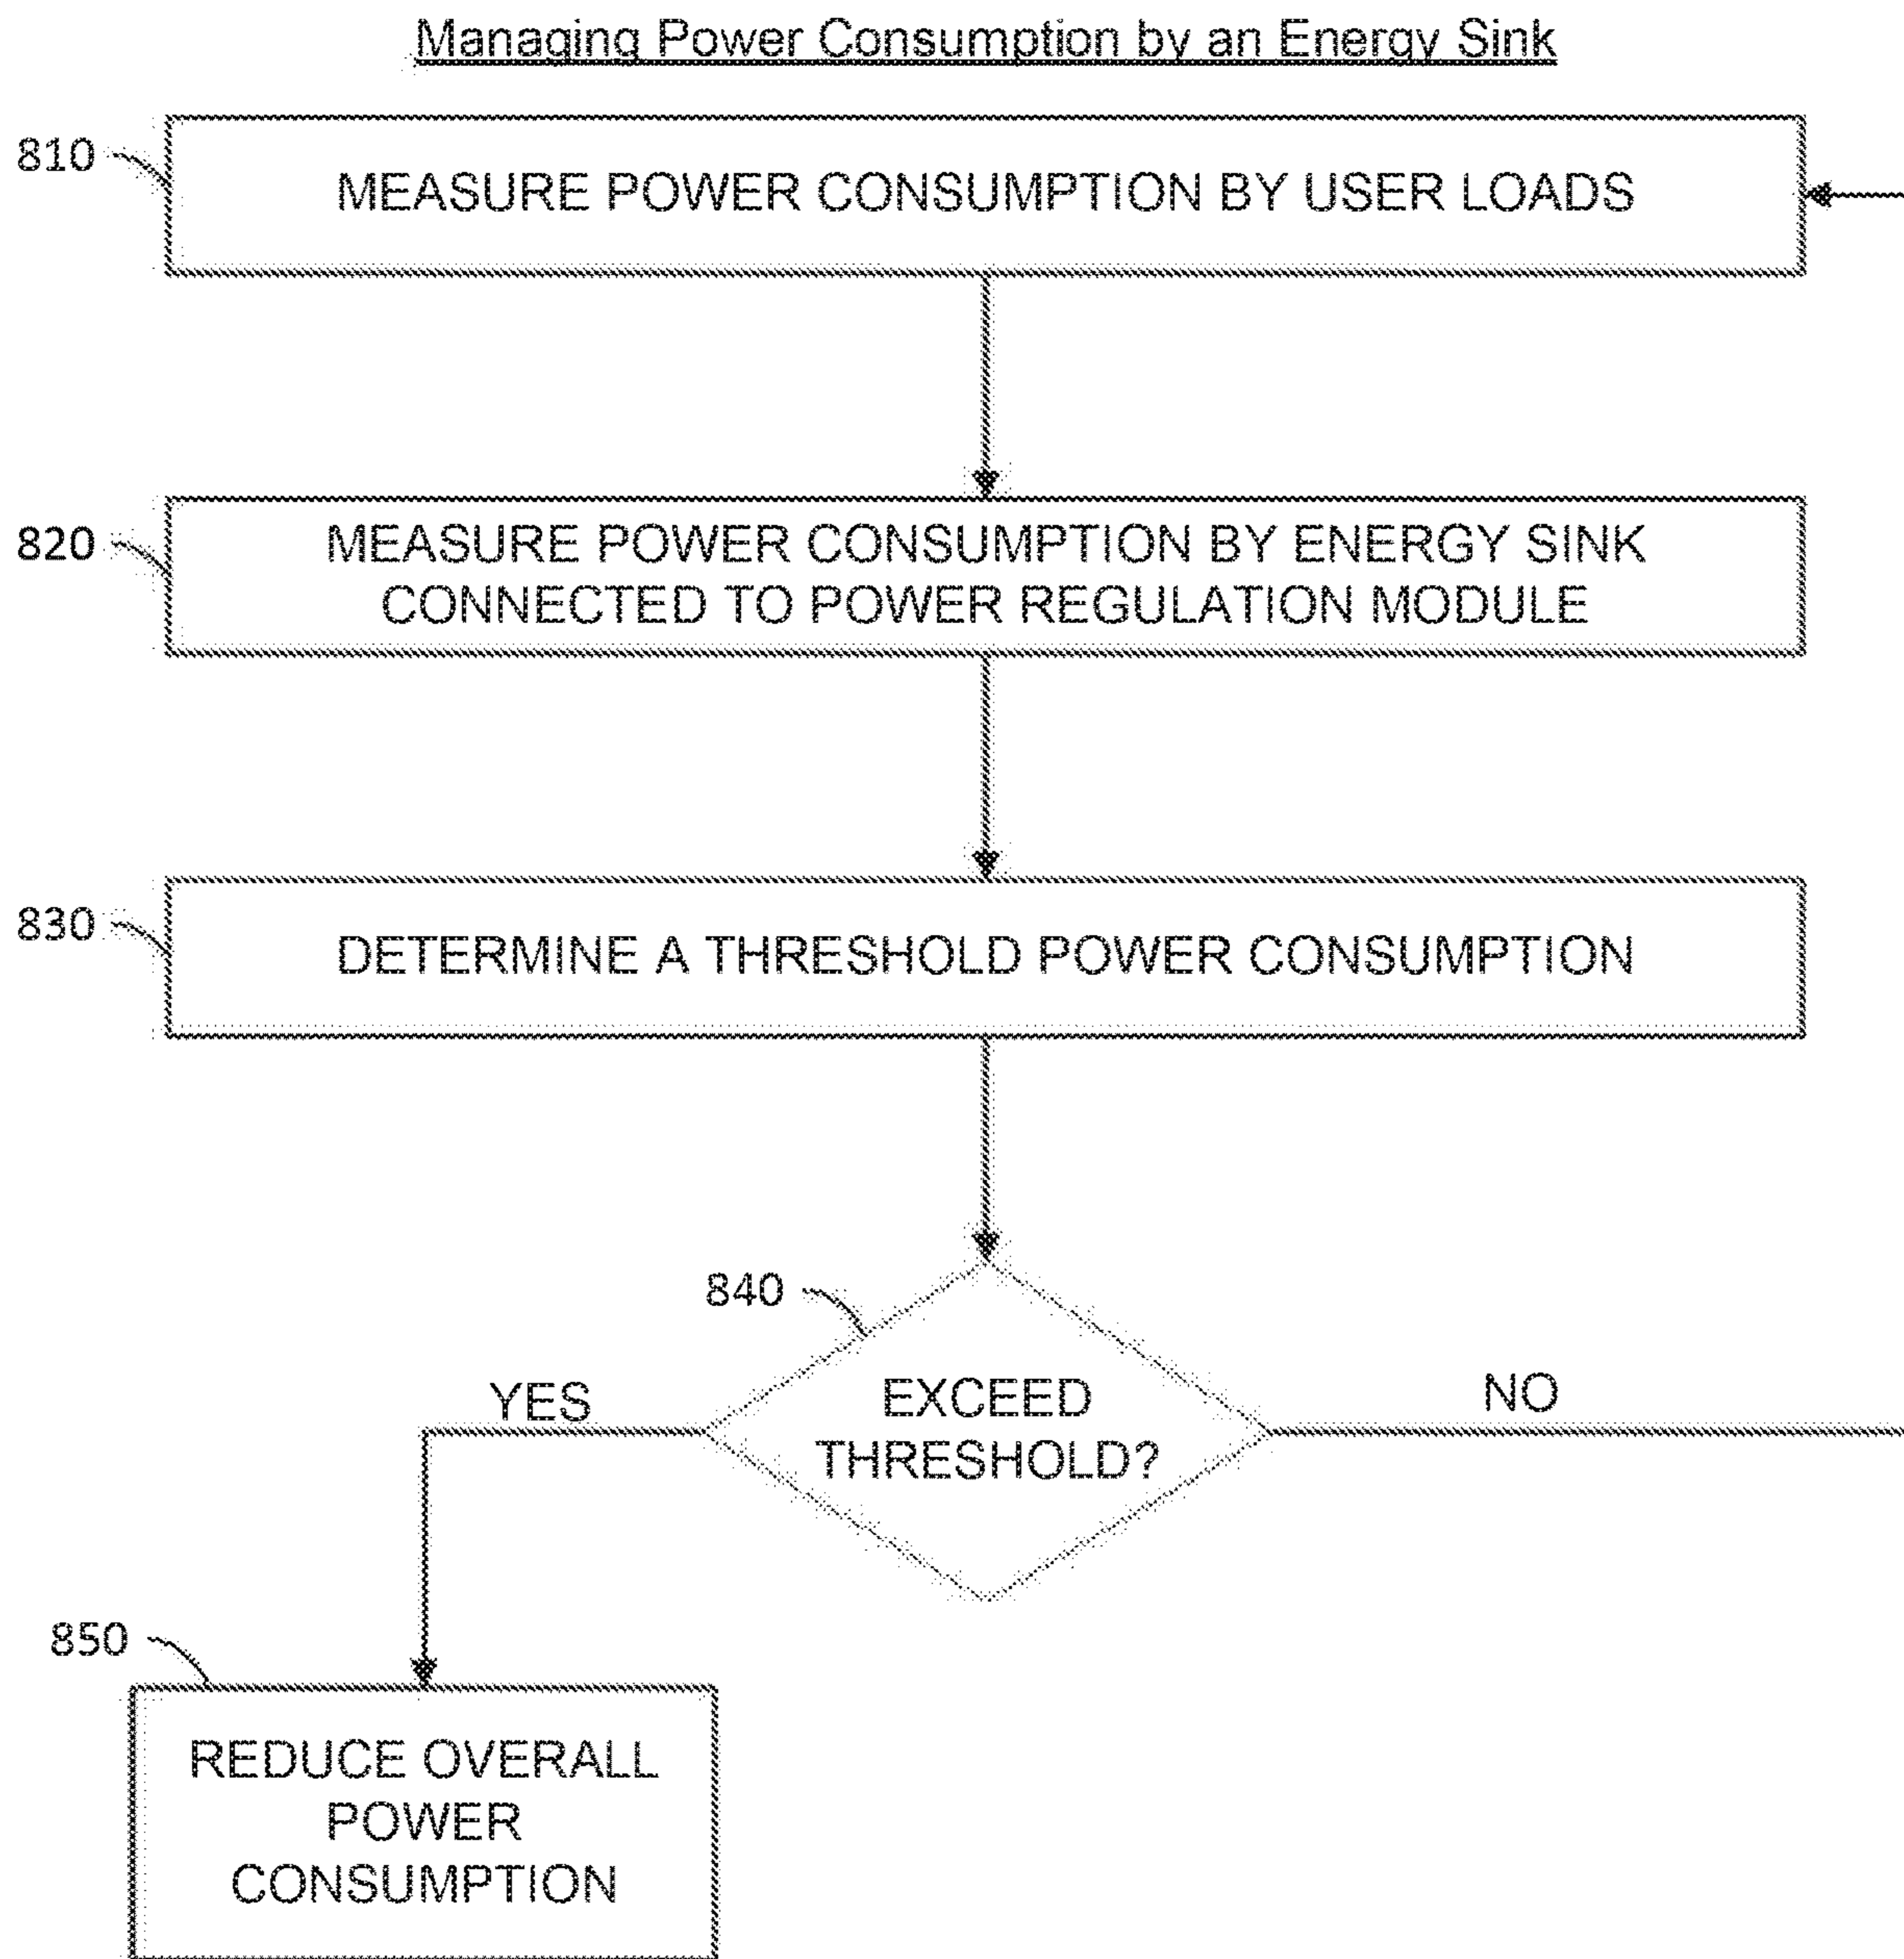 Managing Power Consumption by an Energy Sink
810
MEASURE POWER CONSUMPTION BY USER LOADS
820
MEASURE POWER CONSUMPTION BY ENERGY SINK
CONNECTED TO POWER REGULATION MODULE
830
DETERMINE A THRESHOLD POWER CONSUMPTION
840
YES
EXCEED
THRESHOLD?
NO
850
REDUCE OVERALL
POWER
CONSUMPTION